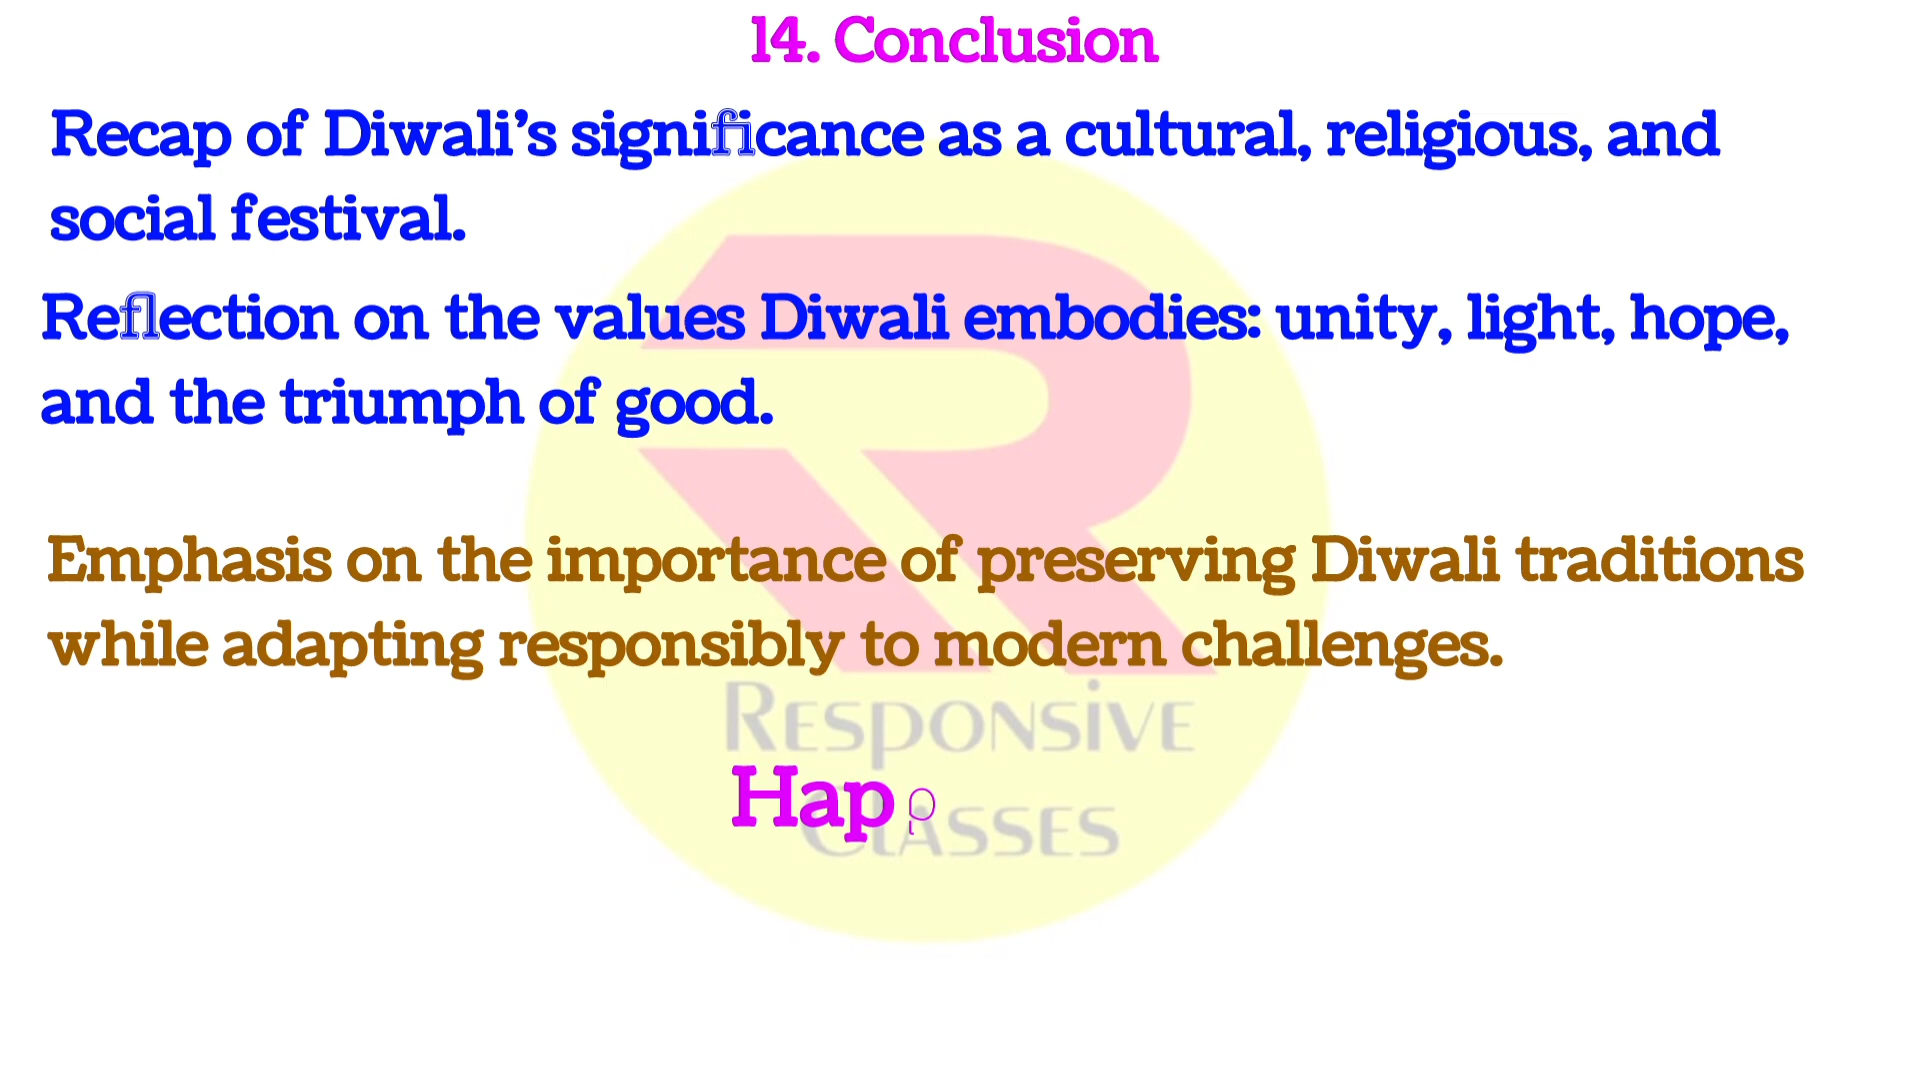 14. Conclusion
Recap of Diwali’s significance as a cultural, religious, and
social festival.
Reflection on the values Diwali embodies: unity, light, hope,
and the triumph of good.
Emphasis on the importance of preserving Diwali traditions
while adapting responsibly to modern challenges.
Responsive
Happ
Classes